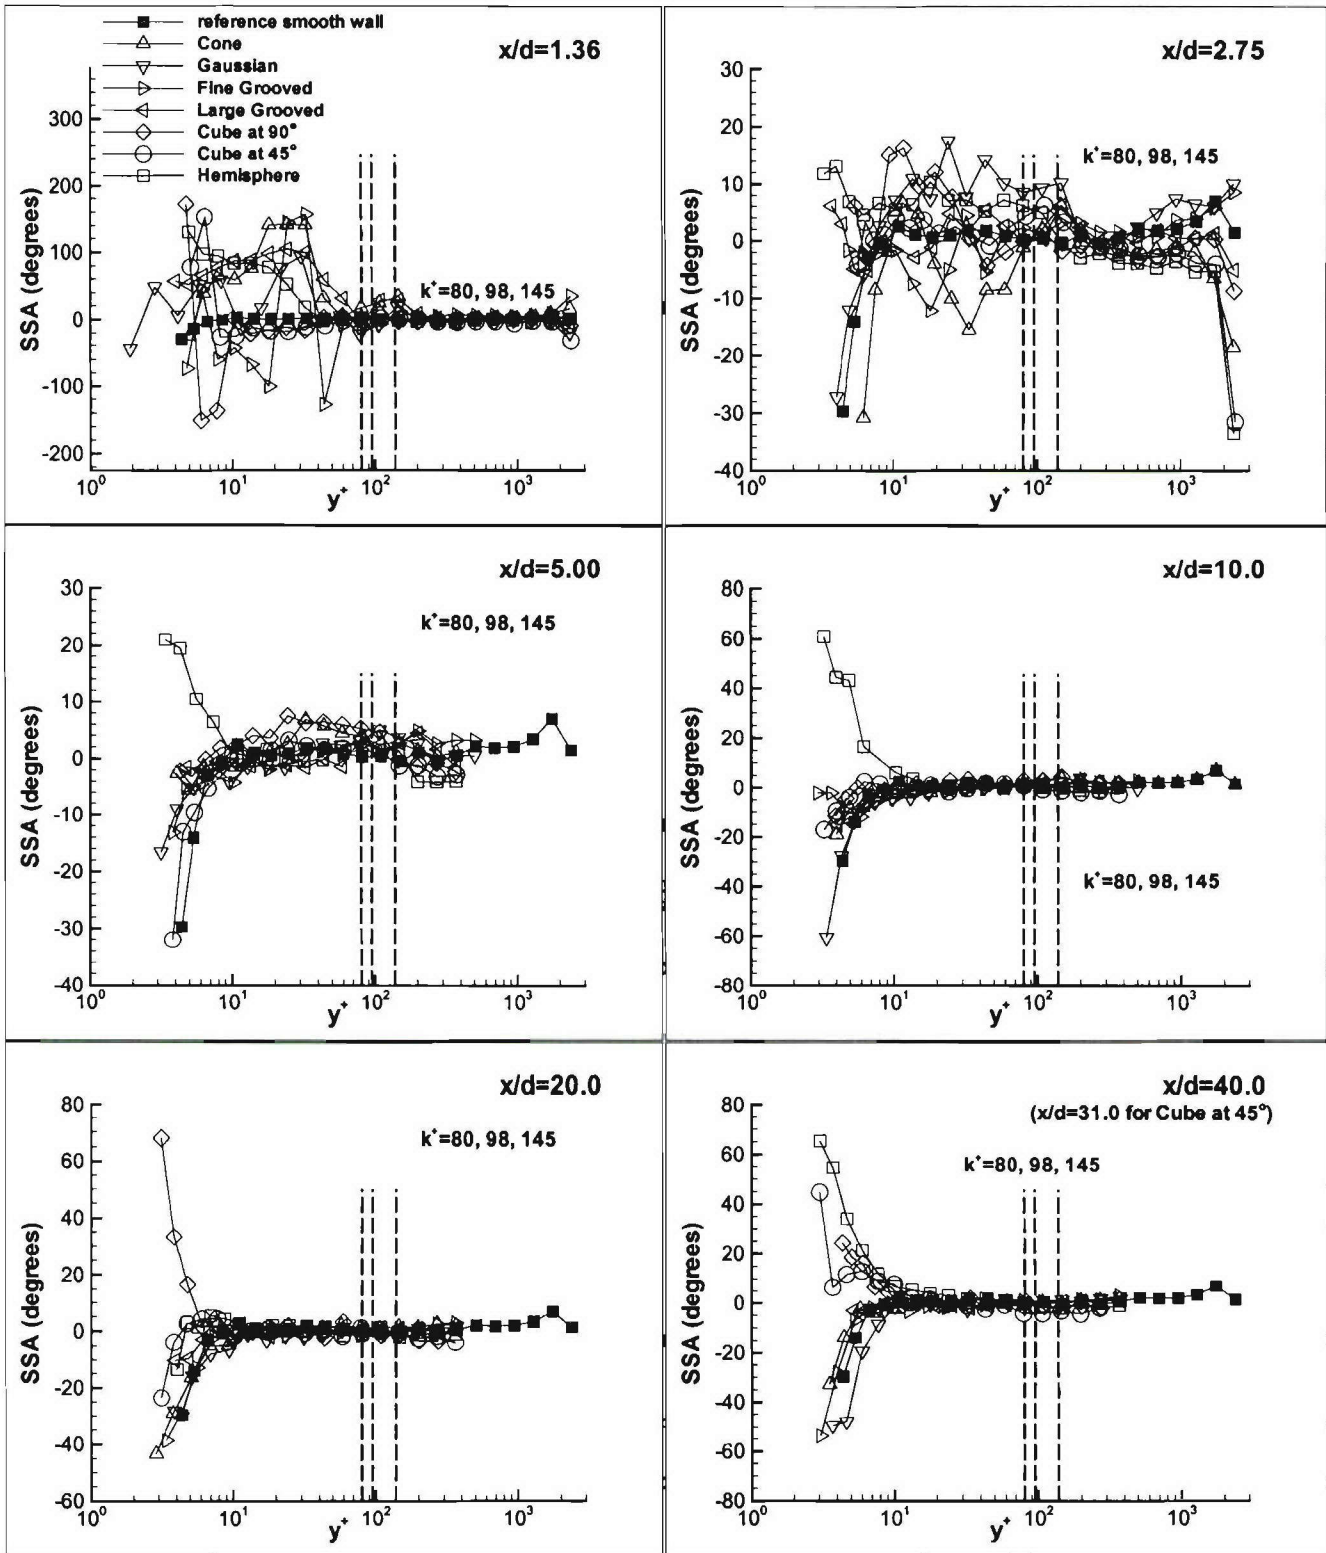 reference smooth wall
Cone
Gaussian
Fine Grooved
Large Grooved
Cube at 90°
Cube at 45°
Hemisphere
x/d=1.36
k⁺=80, 98, 145
SSA (degrees)
300
200
100
0
-100
-200
10⁰ 10¹ 10² 10³
y⁺
x/d=2.75
k⁺=80, 98, 145
SSA (degrees)
30
20
10
0
-10
-20
-30
-40
10⁰ 10¹ 10² 10³
y⁺
x/d=5.00
k⁺=80, 98, 145
SSA (degrees)
30
20
10
0
-10
-20
-30
-40
10⁰ 10¹ 10² 10³
y⁺
x/d=10.0
k⁺=80, 98, 145
SSA (degrees)
80
60
40
20
0
-20
-40
-60
-80
10⁰ 10¹ 10² 10³
y⁺
x/d=20.0
k⁺=80, 98, 145
SSA (degrees)
80
60
40
20
0
-20
-40
-60
10⁰ 10¹ 10² 10³
y⁺
x/d=40.0
(x/d=31.0 for Cube at 45°)
k⁺=80, 98, 145
SSA (degrees)
80
60
40
20
0
-20
-40
-60
-80
10⁰ 10¹ 10² 10³
y⁺